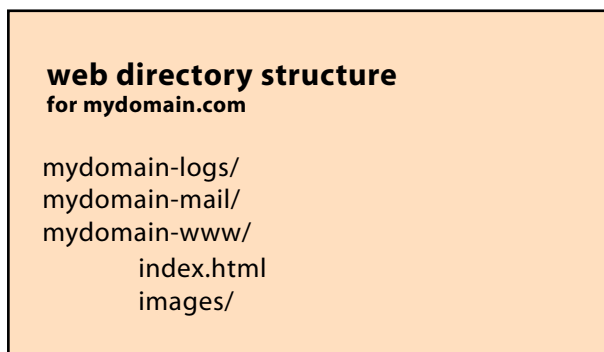 web directory structure
for mydomain.com
mydomain-logs/
mydomain-mail/
mydomain-www/
index.html
images/